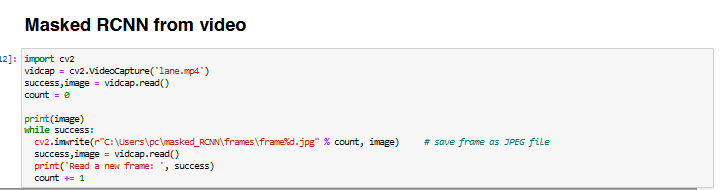 Masked RCNN from video
12]: import cv2
vidcap = cv2.VideoCapture('lane.mp4')
success,image = vidcap.read()
count = 0
print(image)
while success:
  cv2.imwrite(r"C:\Users\pc\masked_RCNN\frames\frame%d.jpg" % count, image)     # save frame as JPEG file
  success,image = vidcap.read()
  print('Read a new frame: ', success)
  count += 1